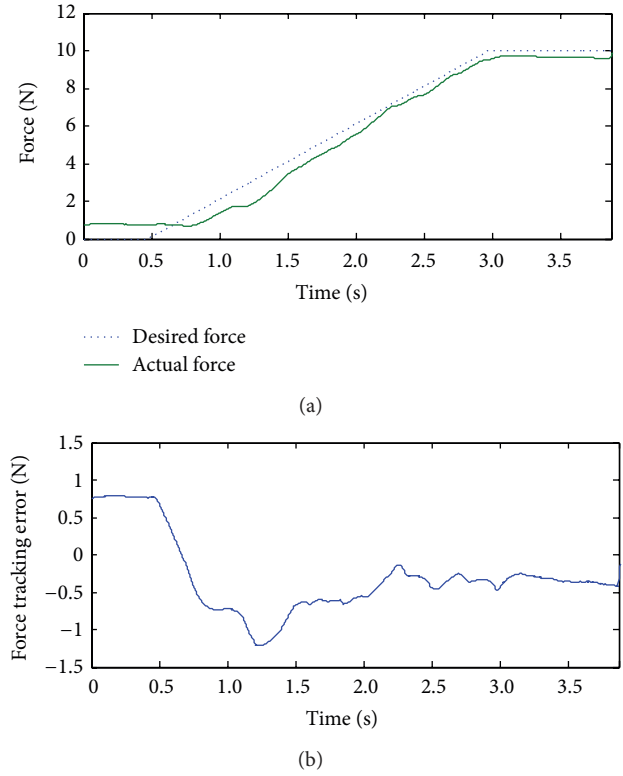 12
10
8
6
4
2
0
Force (N)
0 0.5 1.0 1.5 2.0 2.5 3.0 3.5
Time (s)
Desired force
Actual force
(a)
1.5
1
0.5
0
−0.5
−1
−1.5
Force tracking error (N)
0 0.5 1.0 1.5 2.0 2.5 3.0 3.5
Time (s)
(b)